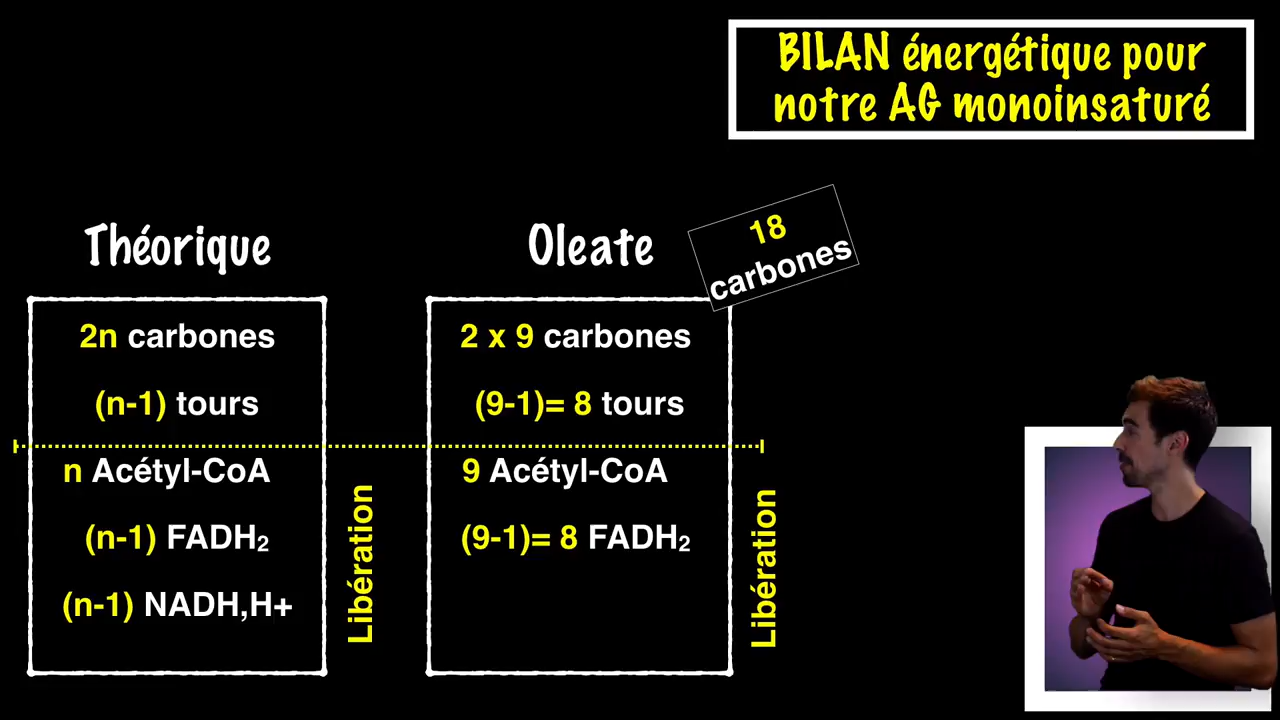 BILAN énergétique pour
notre AG monoinsaturé
Théorique
2n carbones
(n-1) tours
n Acétyl-CoA
(n-1) FADH₂
(n-1) NADH,H+
Libération
Oleate
18
carbones
2 x 9 carbones
(9-1)= 8 tours
9 Acétyl-CoA
(9-1)= 8 FADH₂
Libération